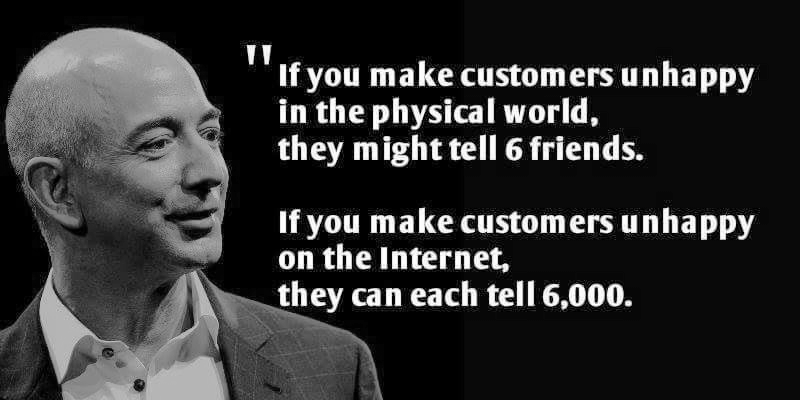 "If you make customers unhappy
in the physical world,
they might tell 6 friends.
If you make customers unhappy
on the Internet,
they can each tell 6,000.